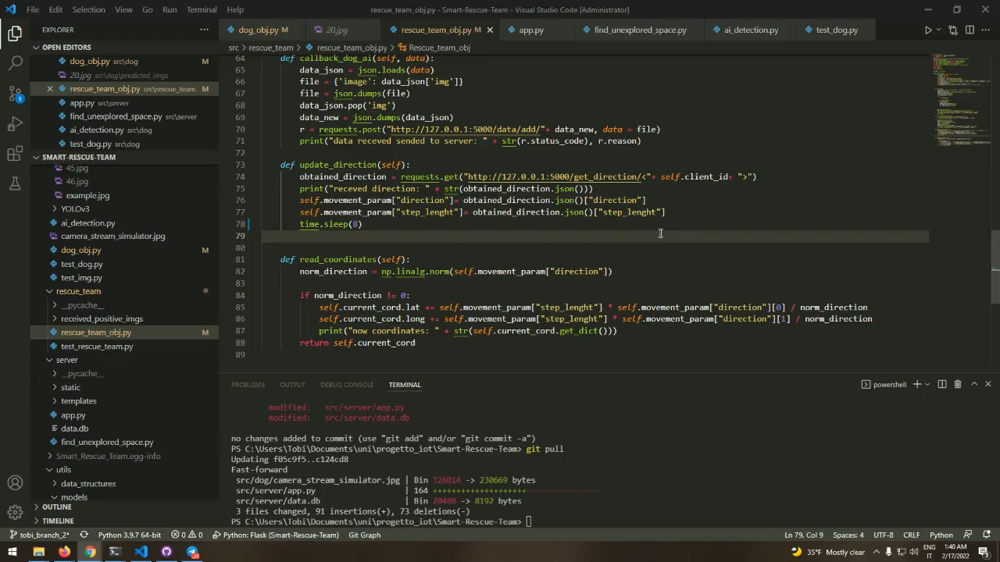 File Edit Selection View Go Run Terminal Help
rescue_team_obj.py - Smart-Rescue-Team - Visual Studio Code [Administrator]
EXPLORER
dog_obj.py M
20.jpg
rescue_team_obj.py M
app.py
find_unexplored_space.py
ai_detection.py
test_dog.py
OPEN EDITORS
src > rescue_team > rescue_team_obj.py > Rescue_team_obj
dog_obj.py src\dog M
20.jpg src\dog\predicted_imgs
rescue_team_obj.py src\rescue_team M
app.py src\server
find_unexplored_space.py src\server
ai_detection.py src\dog
test_dog.py src\dog
5
SMART-RESCUE-TEAM
45.jpg
46.jpg
example.jpg
YOLOv3
ai_detection.py
camera_stream_simulator.jpg
dog_obj.py M
test_dog.py
test_img.py
rescue_team
__pycache__
received_positive_imgs
rescue_team_obj.py M
test_rescue_team.py
server
__pycache__
static
templates
app.py
data.db
find_unexplored_space.py
Smart_Rescue_Team.egg-info
utils
data_structures
models
OUTLINE
TIMELINE
64 def callback_dog_ai(self, data):
65 data_json = json.loads(data)
66 file = {'image': data_json['img']}
67 file = json.dumps(file)
68 data_json.pop('img')
69 data_new = json.dumps(data_json)
70 r = requests.post("http://127.0.0.1:5000/data/add/"+ data_new, data = file)
71 print("data receved sended to server: " + str(r.status_code), r.reason)
72
73 def update_direction(self):
74 obtained_direction = requests.get("http://127.0.0.1:5000/get_direction/<"+ self.client_id+ ">")
75 print("receved direction: " + str(obtained_direction.json()))
76 self.movement_param["direction"]= obtained_direction.json()["direction"]
77 self.movement_param["step_lenght"]= obtained_direction.json()["step_lenght"]
78 time.sleep(8)
79
80
81 def read_coordinates(self):
82 norm_direction = np.linalg.norm(self.movement_param["direction"])
83
84 if norm_direction != 0:
85 self.current_cord.lat += self.movement_param["step_lenght"] * self.movement_param["direction"][0] / norm_direction
86 self.current_cord.long += self.movement_param["step_lenght"] * self.movement_param["direction"][1] / norm_direction
87 print("now coordinates: " + str(self.current_cord.get_dict()))
88 return self.current_cord
89
PROBLEMS OUTPUT DEBUG CONSOLE TERMINAL
powershell
modified: src/server/app.py
modified: src/server/data.db
no changes added to commit (use "git add" and/or "git commit -a")
PS C:\Users\Tobi\Documents\uni\progetto_iot\Smart-Rescue-Team> git pull
Updating f05c9f5..c124cd8
Fast-forward
src/dog/camera_stream_simulator.jpg | Bin 326014 -> 230669 bytes
src/server/app.py | 164 ++++++++++++++++++++----------------
src/server/data.db | Bin 20480 -> 8192 bytes
3 files changed, 91 insertions(+), 73 deletions(-)
PS C:\Users\Tobi\Documents\uni\progetto_iot\Smart-Rescue-Team>
tobi_branch_2* Python 3.9.7 64-bit 0 0 Python: Flask (Smart-Rescue-Team) Git Graph
Ln 79, Col 9 Spaces: 4 UTF-8 CRLF Python
35°F Mostly clear
IT
1:40 AM
2/17/2022
3